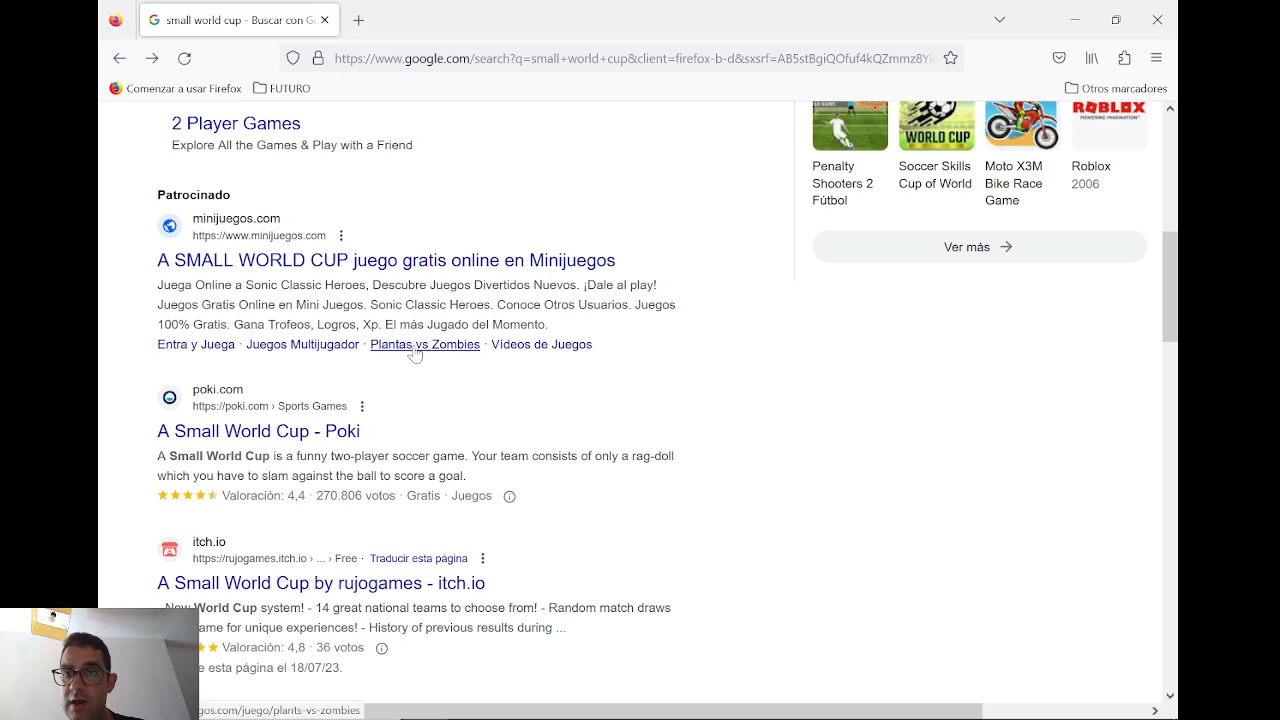 small world cup - Buscar con Go
https://www.google.com/search?q=small+world+cup&client=firefox-b-d&sxsrf=AB5stBgiQOfuf4kQZmmz8Yi
Comenzar a usar Firefox
FUTURO
Otros marcadores
2 Player Games
Explore All the Games & Play with a Friend
Patrocinado
minijuegos.com
https://www.minijuegos.com
A SMALL WORLD CUP juego gratis online en Minijuegos
Juega Online a Sonic Classic Heroes, Descubre Juegos Divertidos Nuevos. ¡Dale al play!
Juegos Gratis Online en Mini Juegos. Sonic Classic Heroes. Conoce Otros Usuarios. Juegos
100% Gratis. Gana Trofeos, Logros, Xp. El más Jugado del Momento.
Entra y Juega · Juegos Multijugador · Plantas vs Zombies · Vídeos de Juegos
poki.com
https://poki.com › Sports Games
A Small World Cup - Poki
A Small World Cup is a funny two-player soccer game. Your team consists of only a rag-doll
which you have to slam against the ball to score a goal.
Valoración: 4,4 · 270.806 votos · Gratis · Juegos
itch.io
https://rujogames.itch.io › ... › Free · Traducir esta página
A Small World Cup by rujogames - itch.io
World Cup system! - 14 great national teams to choose from! - Random match draws
ame for unique experiences! - History of previous results during ...
Valoración: 4,8 · 36 votos
e esta página el 18/07/23.
gos.com/juego/plants-vs-zombies
WORLD CUP
ROBLOX
POWERING IMAGINATION
Penalty
Shooters 2
Fútbol
Soccer Skills
Cup of World
Moto X3M
Bike Race
Game
Roblox
2006
Ver más